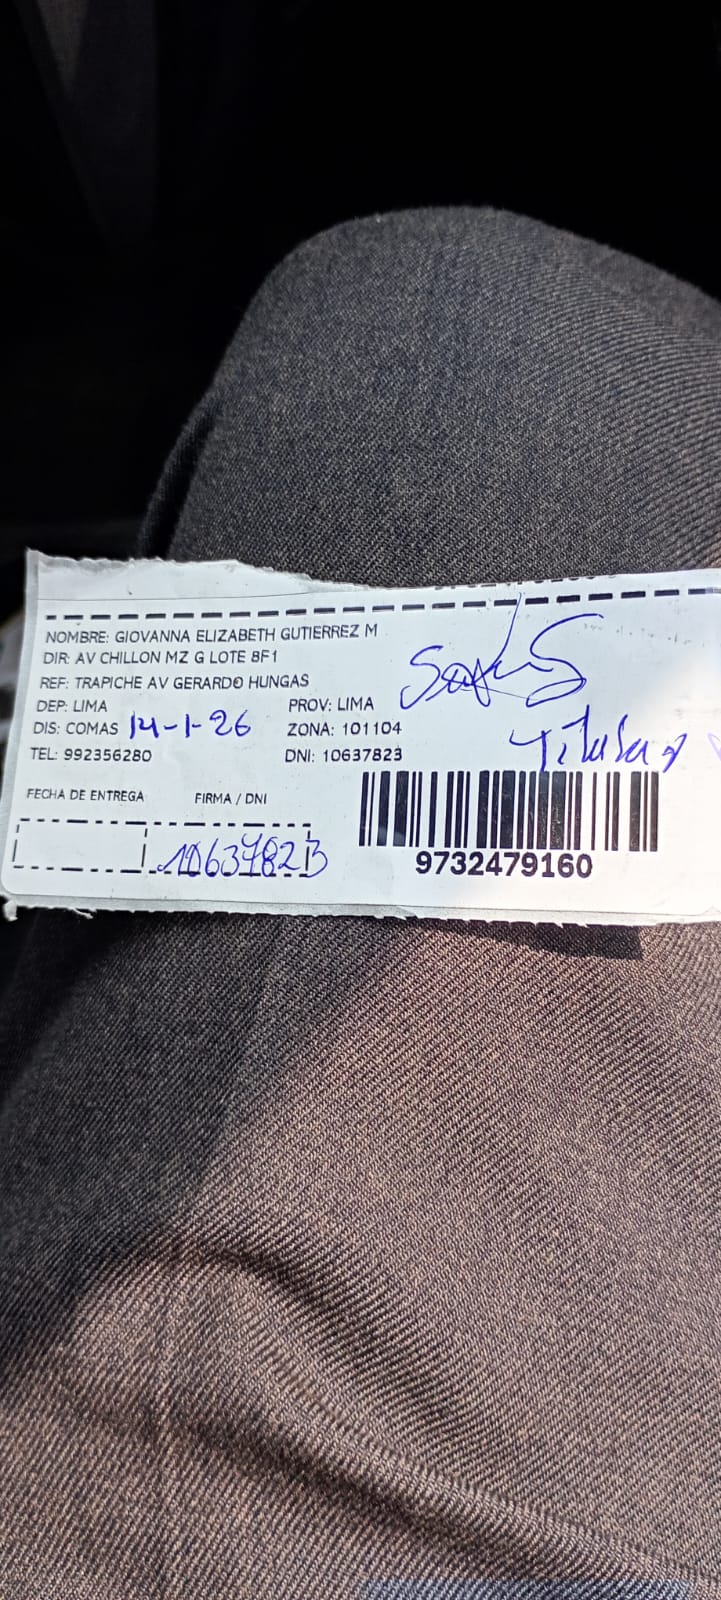 NOMBRE: GIOVANNA ELIZABETH GUTIERREZ M
DIR: AV CHILLON MZ G LOTE 8F1
REF: TRAPICHE AV GERARDO HUNGAS
DEP: LIMA PROV: LIMA
DIS: COMAS 14-1-26 ZONA: 101104
TEL: 992356280 DNI: 10637823
Titular
FECHA DE ENTREGA FIRMA / DNI
10637823
9732479160